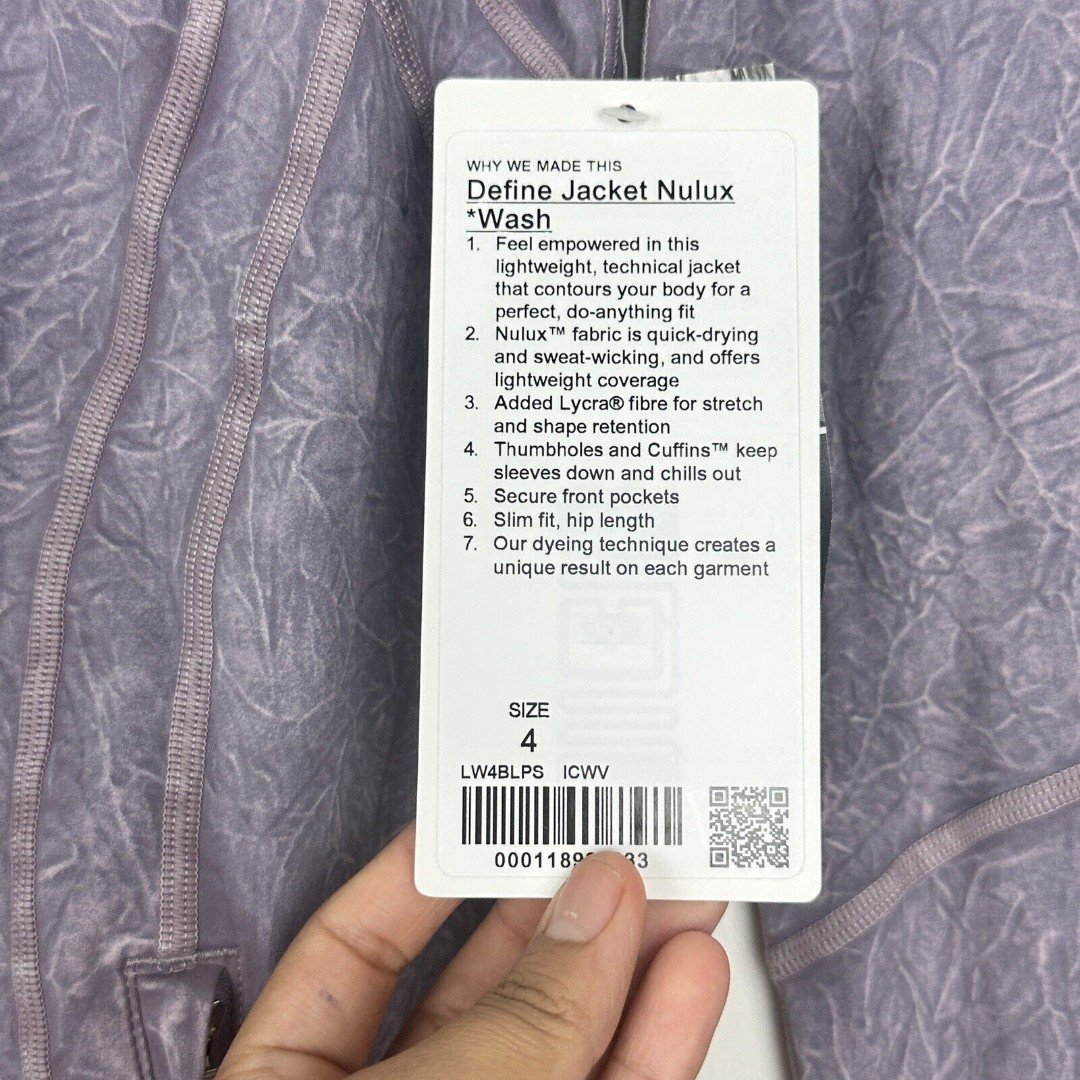 WHY WE MADE THIS
Define Jacket Nulux
*Wash
1. Feel empowered in this
lightweight, technical jacket
that contours your body for a
perfect, do-anything fit
2. Nulux™ fabric is quick-drying
and sweat-wicking, and offers
lightweight coverage
3. Added Lycra® fibre for stretch
and shape retention
4. Thumbholes and Cuffins™ keep
sleeves down and chills out
5. Secure front pockets
6. Slim fit, hip length
7. Our dyeing technique creates a
unique result on each garment
SIZE
4
LW4BLPS ICWV